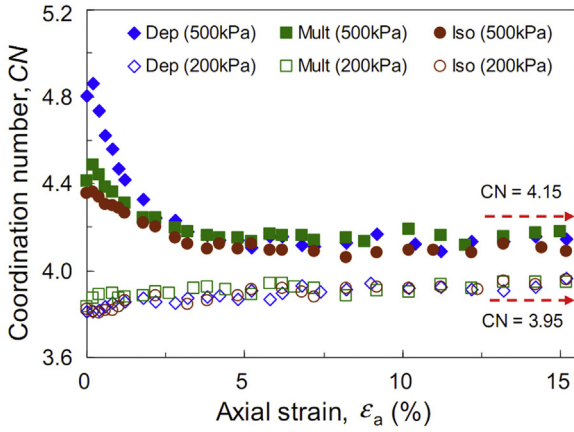 5.2
4.8
4.4
4.0
3.6
Coordination number, CN
Dep (500kPa) Mult (500kPa) Iso (500kPa)
Dep (200kPa) Mult (200kPa) Iso (200kPa)
CN = 4.15
CN = 3.95
0 5 10 15
Axial strain, εa (%)